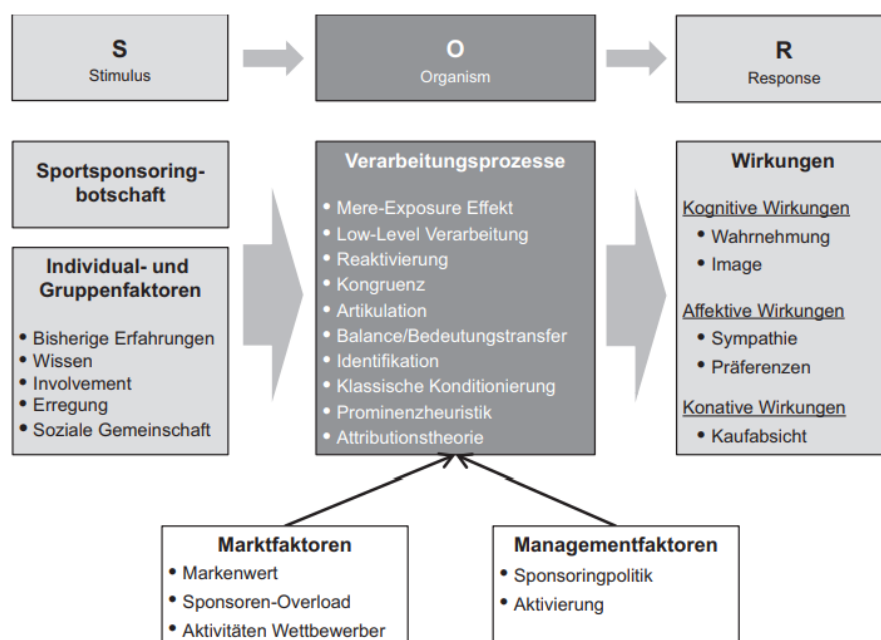 S
Stimulus
O
Organism
R
Response
Sportsponsoring-
botschaft
Individual- und
Gruppenfaktoren
• Bisherige Erfahrungen
• Wissen
• Involvement
• Erregung
• Soziale Gemeinschaft
Verarbeitungsprozesse
• Mere-Exposure Effekt
• Low-Level Verarbeitung
• Reaktivierung
• Kongruenz
• Artikulation
• Balance/Bedeutungstransfer
• Identifikation
• Klassische Konditionierung
• Prominenzheuristik
• Attributionstheorie
Wirkungen
Kognitive Wirkungen
• Wahrnehmung
• Image
Affektive Wirkungen
• Sympathie
• Präferenzen
Konative Wirkungen
• Kaufabsicht
Marktfaktoren
• Markenwert
• Sponsoren-Overload
• Aktivitäten Wettbewerber
Managementfaktoren
• Sponsoringpolitik
• Aktivierung